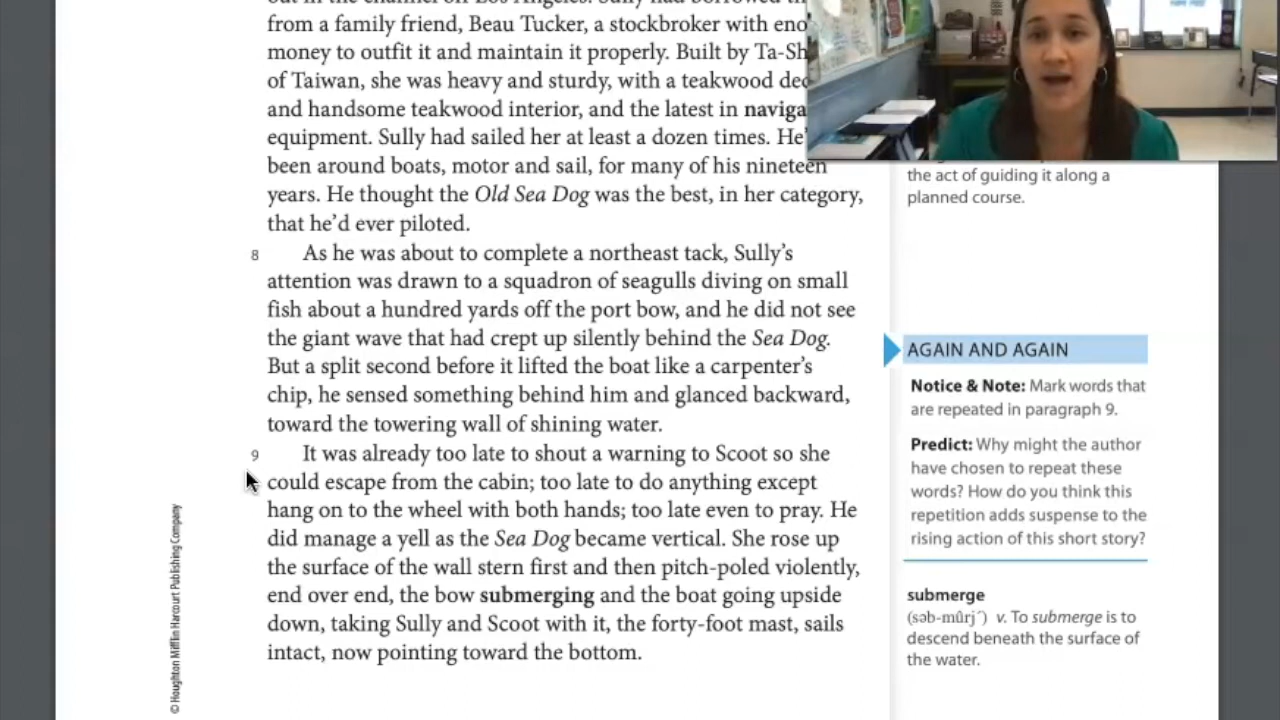 out in the channel off Los Angeles. Sully had borrowed
from a family friend, Beau Tucker, a stockbroker with
money to outfit it and maintain it properly. Built by
of Taiwan, she was heavy and sturdy, with a teakwood
and handsome teakwood interior, and the latest in
equipment. Sully had sailed her at least a dozen times.
been around boats, motor and sail, for many of his nineteen
years. He thought the Old Sea Dog was the best, in her category,
that he’d ever piloted.
8 As he was about to complete a northeast tack, Sully’s
attention was drawn to a squadron of seagulls diving on small
fish about a hundred yards off the port bow, and he did not see
the giant wave that had crept up silently behind the Sea Dog.
But a split second before it lifted the boat like a carpenter’s
chip, he sensed something behind him and glanced backward,
toward the towering wall of shining water.
9 It was already too late to shout a warning to Scoot so she
could escape from the cabin; too late to do anything except
hang on to the wheel with both hands; too late even to pray. He
did manage a yell as the Sea Dog became vertical. She rose up
the surface of the wall stern first and then pitch-poled violently,
end over end, the bow submerging and the boat going upside
down, taking Sully and Scoot with it, the forty-foot mast, sails
intact, now pointing toward the bottom.
the act of guiding it along a
planned course.
AGAIN AND AGAIN
Notice & Note: Mark words that
are repeated in paragraph 9.
Predict: Why might the author
have chosen to repeat these
words? How do you think this
repetition adds suspense to the
rising action of this short story?
submerge
(səb-mûrj´) v. To submerge is to
descend beneath the surface of
the water.
© Houghton Mifflin Harcourt Publishing Company